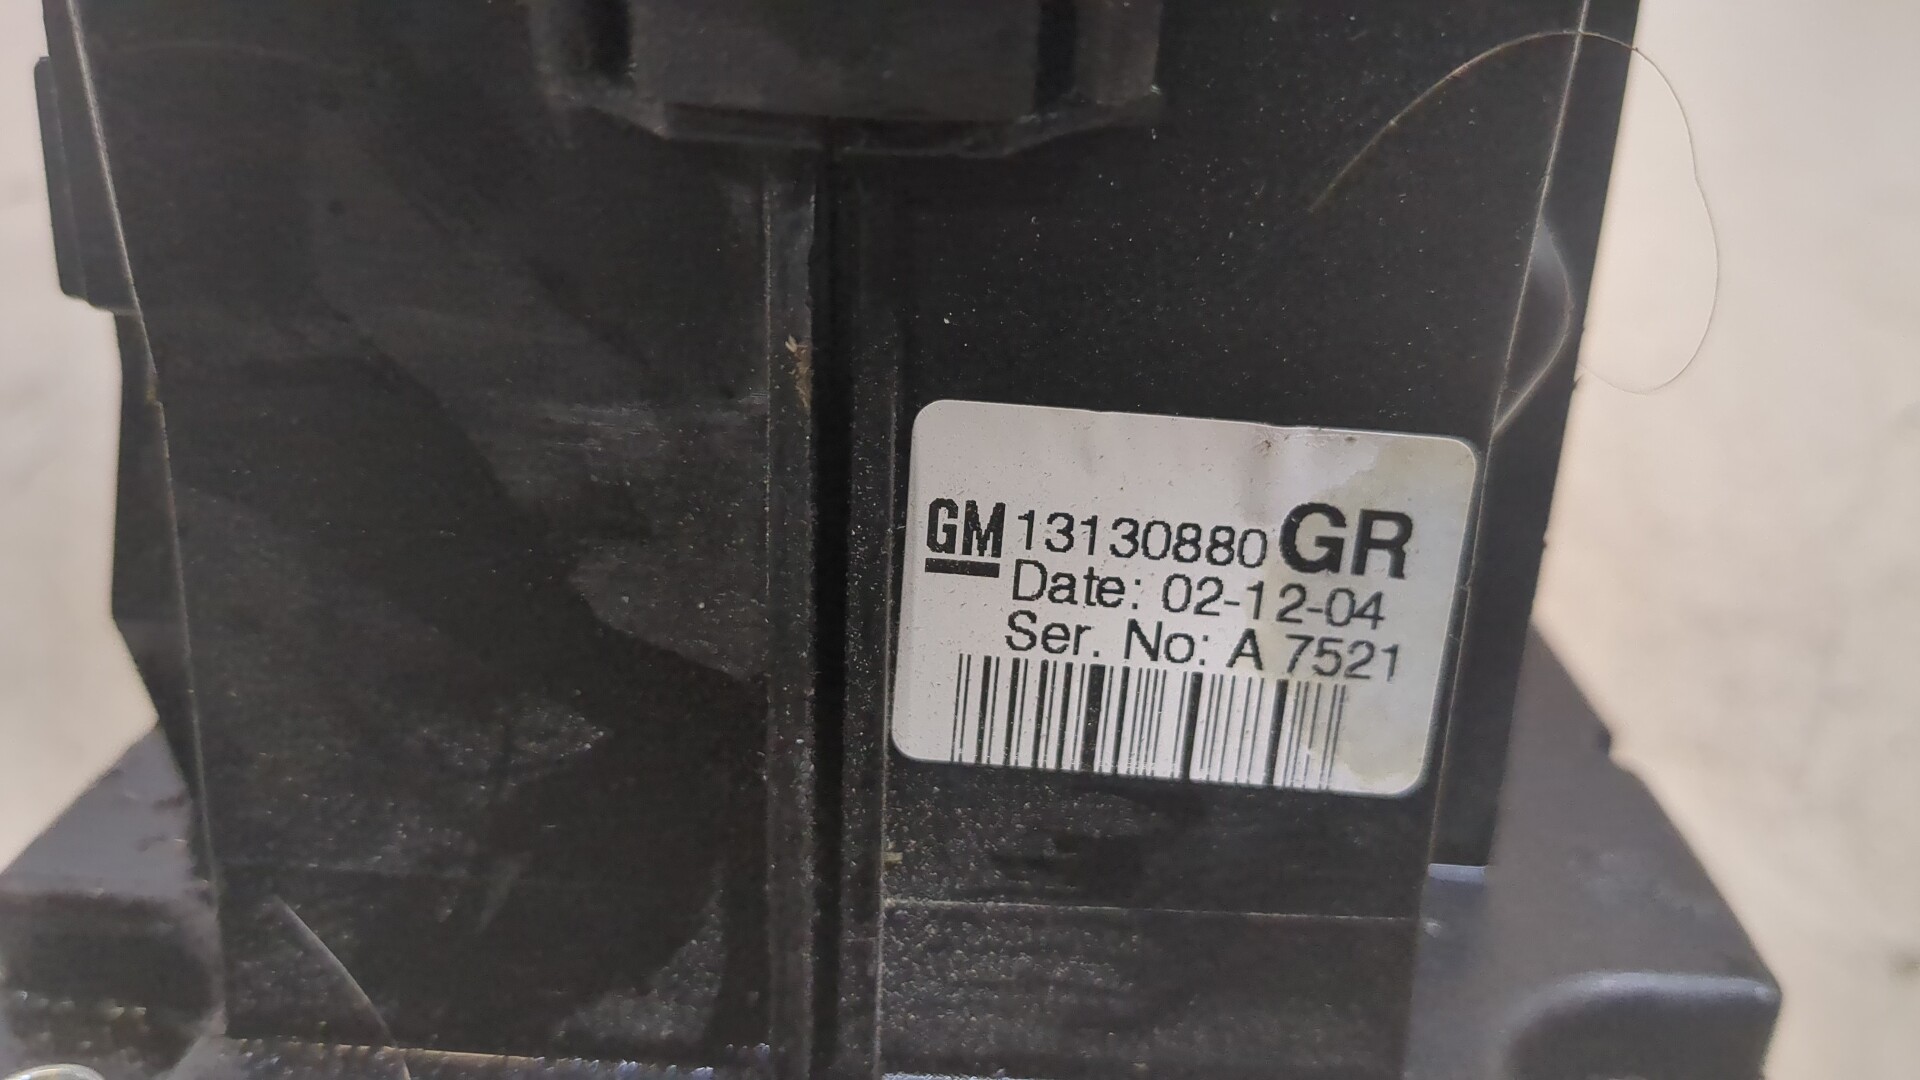 GM 13130880 GR
Date: 02-12-04
Ser. No: A 7521